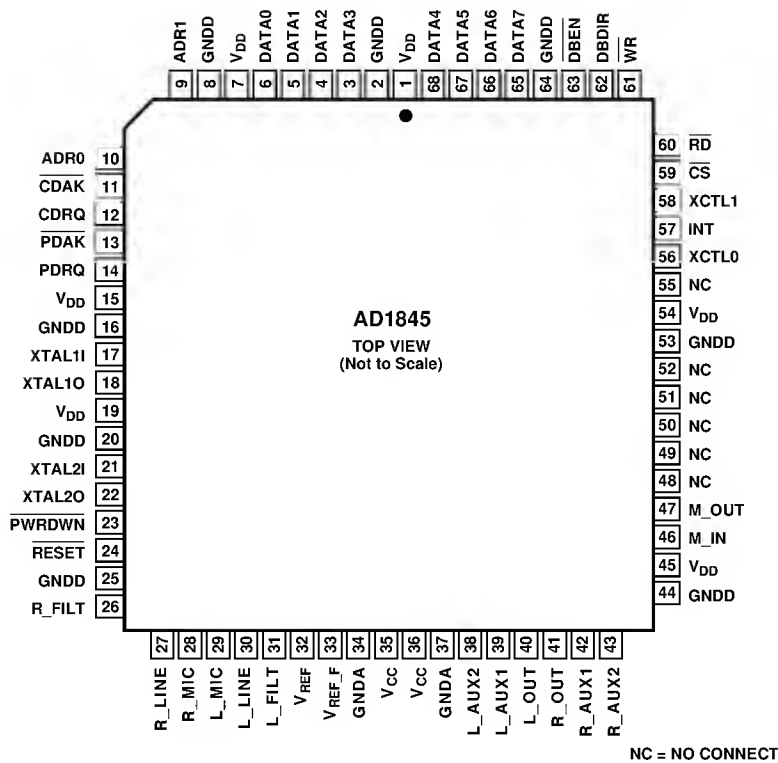 ADR1
GNDD
VDD
DATA0
DATA1
DATA2
DATA3
GNDD
VDD
DATA4
DATA5
DATA6
DATA7
GNDD
DBEN
DBDIR
WR
9 8 7 6 5 4 3 2 1 68 67 66 65 64 63 62 61
ADR0 10
CDAK 11
CDRQ 12
PDAK 13
PDRQ 14
VDD 15
GNDD 16
XTAL1I 17
XTAL1O 18
VDD 19
GNDD 20
XTAL2I 21
XTAL2O 22
PWRDWN 23
RESET 24
GNDD 25
R_FILT 26
AD1845
TOP VIEW
(Not to Scale)
60 RD
59 CS
58 XCTL1
57 INT
56 XCTL0
55 NC
54 VDD
53 GNDD
52 NC
51 NC
50 NC
49 NC
48 NC
47 M_OUT
46 M_IN
45 VDD
44 GNDD
27 28 29 30 31 32 33 34 35 36 37 38 39 40 41 42 43
R_LINE
R_MIC
L_MIC
L_LINE
L_FILT
VREF
VREF_F
GNDA
VCC
VCC
GNDA
L_AUX2
L_AUX1
L_OUT
R_OUT
R_AUX1
R_AUX2
NC = NO CONNECT